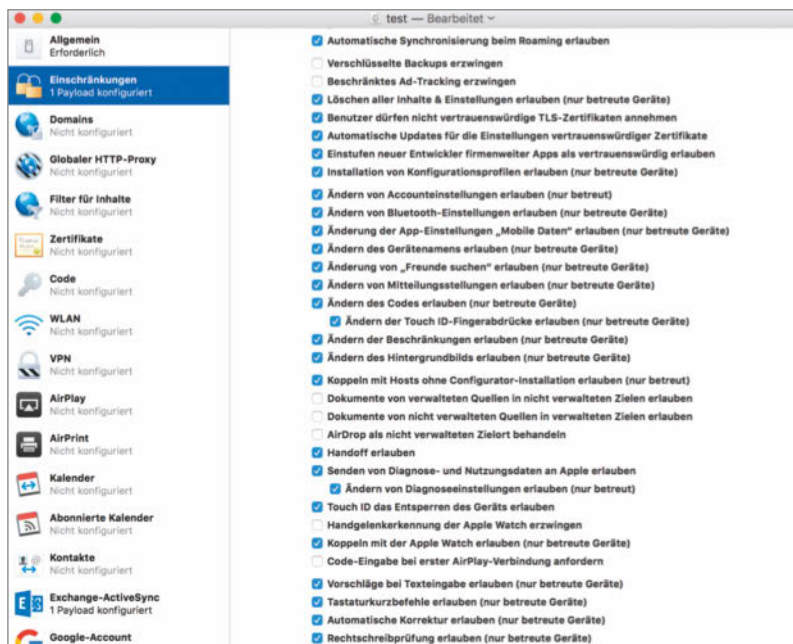 test — Bearbeitet
Allgemein
Erforderlich
Einschränkungen
1 Payload konfiguriert
Domains
Nicht konfiguriert
Globaler HTTP-Proxy
Nicht konfiguriert
Filter für Inhalte
Nicht konfiguriert
Zertifikate
Nicht konfiguriert
Code
Nicht konfiguriert
WLAN
Nicht konfiguriert
VPN
Nicht konfiguriert
AirPlay
Nicht konfiguriert
AirPrint
Nicht konfiguriert
Kalender
Nicht konfiguriert
Abonnierte Kalender
Nicht konfiguriert
Kontakte
Nicht konfiguriert
Exchange-ActiveSync
1 Payload konfiguriert
Google-Account
Automatische Synchronisierung beim Roaming erlauben
Verschlüsselte Backups erzwingen
Beschränktes Ad-Tracking erzwingen
Löschen aller Inhalte & Einstellungen erlauben (nur betreute Geräte)
Benutzer dürfen nicht vertrauenswürdige TLS-Zertifikaten annehmen
Automatische Updates für die Einstellungen vertrauenswürdiger Zertifikate
Einstufen neuer Entwickler firmenweiter Apps als vertrauenswürdig erlauben
Installation von Konfigurationsprofilen erlauben (nur betreute Geräte)
Ändern von Accounteinstellungen erlauben (nur betreut)
Ändern von Bluetooth-Einstellungen erlauben (nur betreute Geräte)
Änderung der App-Einstellungen „Mobile Daten“ erlauben (nur betreute Geräte)
Ändern des Gerätenamens erlauben (nur betreute Geräte)
Änderung von „Freunde suchen“ erlauben (nur betreute Geräte)
Ändern von Mitteilungsstellungen erlauben (nur betreute Geräte)
Ändern des Codes erlauben (nur betreute Geräte)
Ändern der Touch ID-Fingerabdrücke erlauben (nur betreute Geräte)
Ändern der Beschränkungen erlauben (nur betreute Geräte)
Ändern des Hintergrundbilds erlauben (nur betreute Geräte)
Koppeln mit Hosts ohne Configurator-Installation erlauben (nur betreut)
Dokumente von verwalteten Quellen in nicht verwalteten Zielen erlauben
Dokumente von nicht verwalteten Quellen in verwalteten Zielen erlauben
AirDrop als nicht verwalteten Zielort behandeln
Handoff erlauben
Senden von Diagnose- und Nutzungsdaten an Apple erlauben
Ändern von Diagnoseeinstellungen erlauben (nur betreut)
Touch ID das Entsperren des Geräts erlauben
Handgelenkerkennung der Apple Watch erzwingen
Koppeln mit der Apple Watch erlauben (nur betreute Geräte)
Code-Eingabe bei erster AirPlay-Verbindung anfordern
Vorschläge bei Texteingabe erlauben (nur betreute Geräte)
Tastaturkurzbefehle erlauben (nur betreute Geräte)
Automatische Korrektur erlauben (nur betreute Geräte)
Rechtschreibprüfung erlauben (nur betreute Geräte)